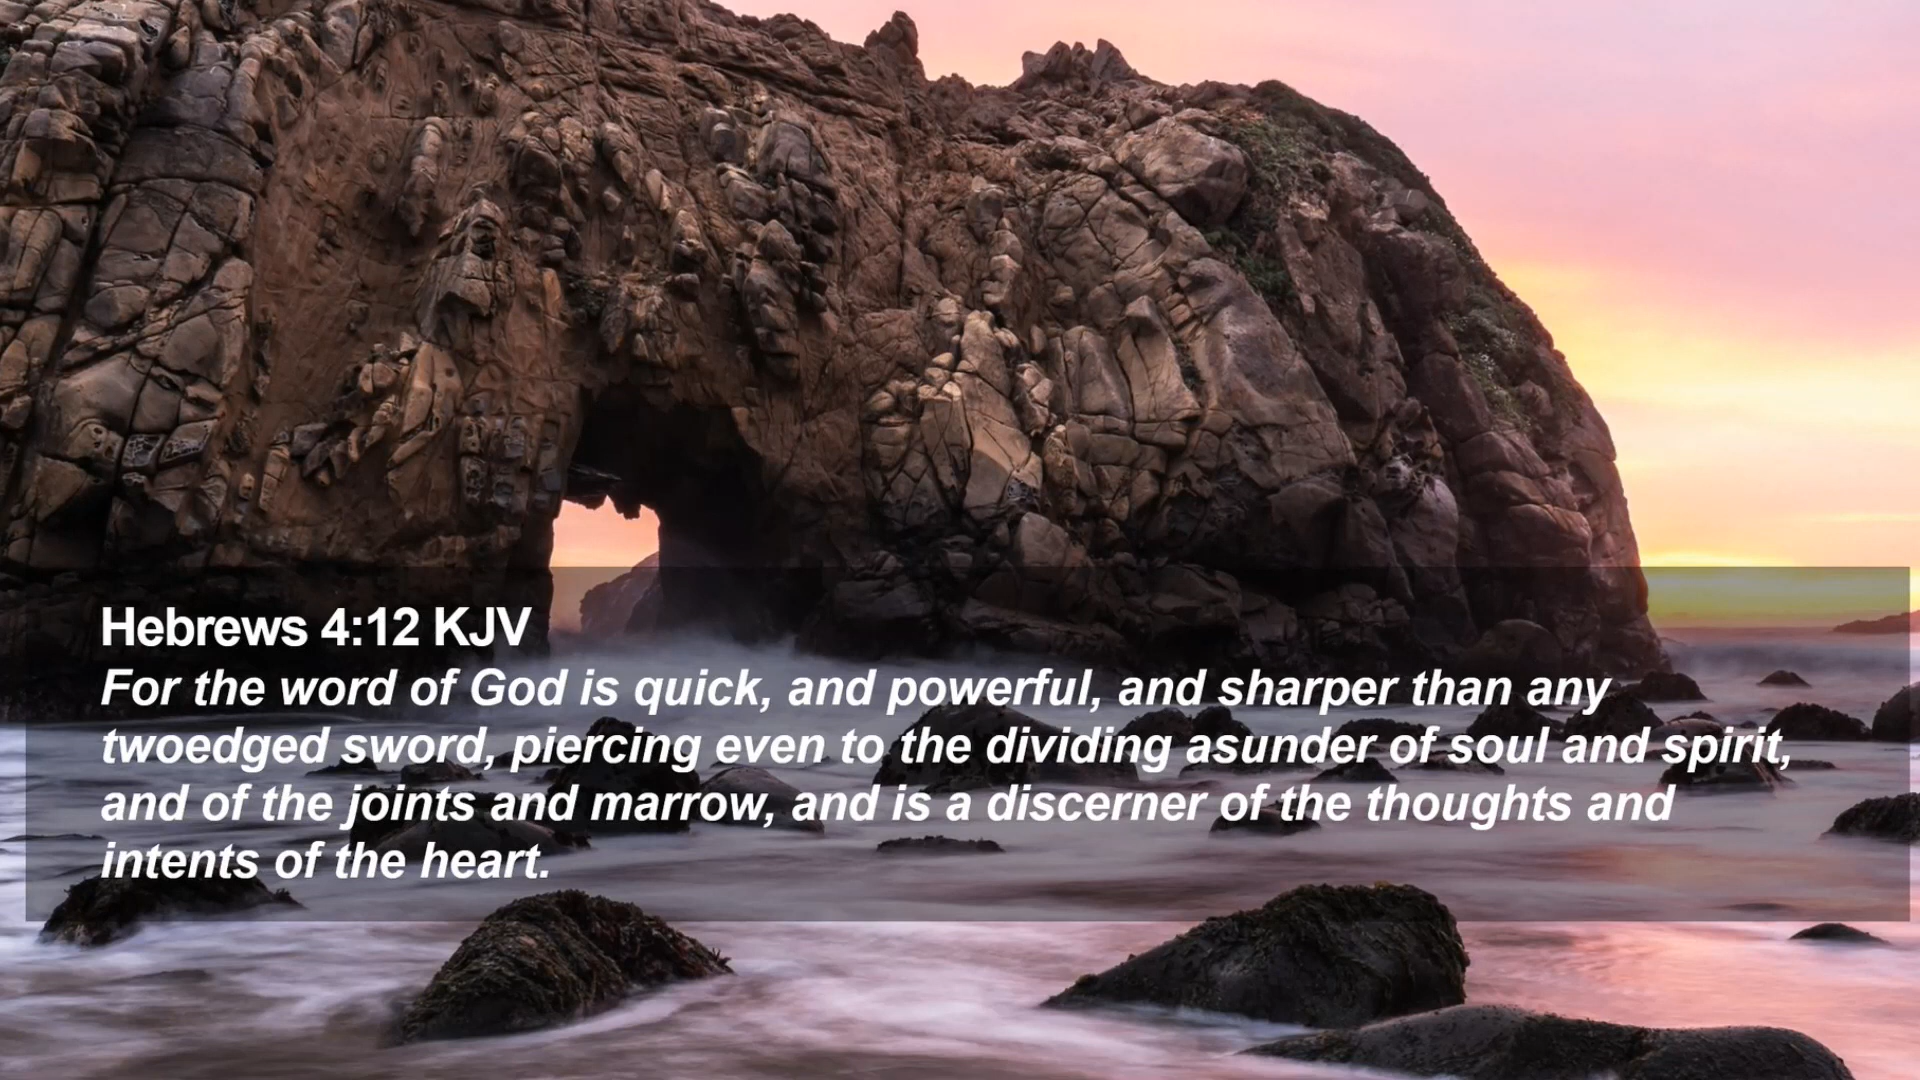 Hebrews 4:12 KJV
For the word of God is quick, and powerful, and sharper than any
twoedged sword, piercing even to the dividing asunder of soul and spirit,
and of the joints and marrow, and is a discerner of the thoughts and
intents of the heart.